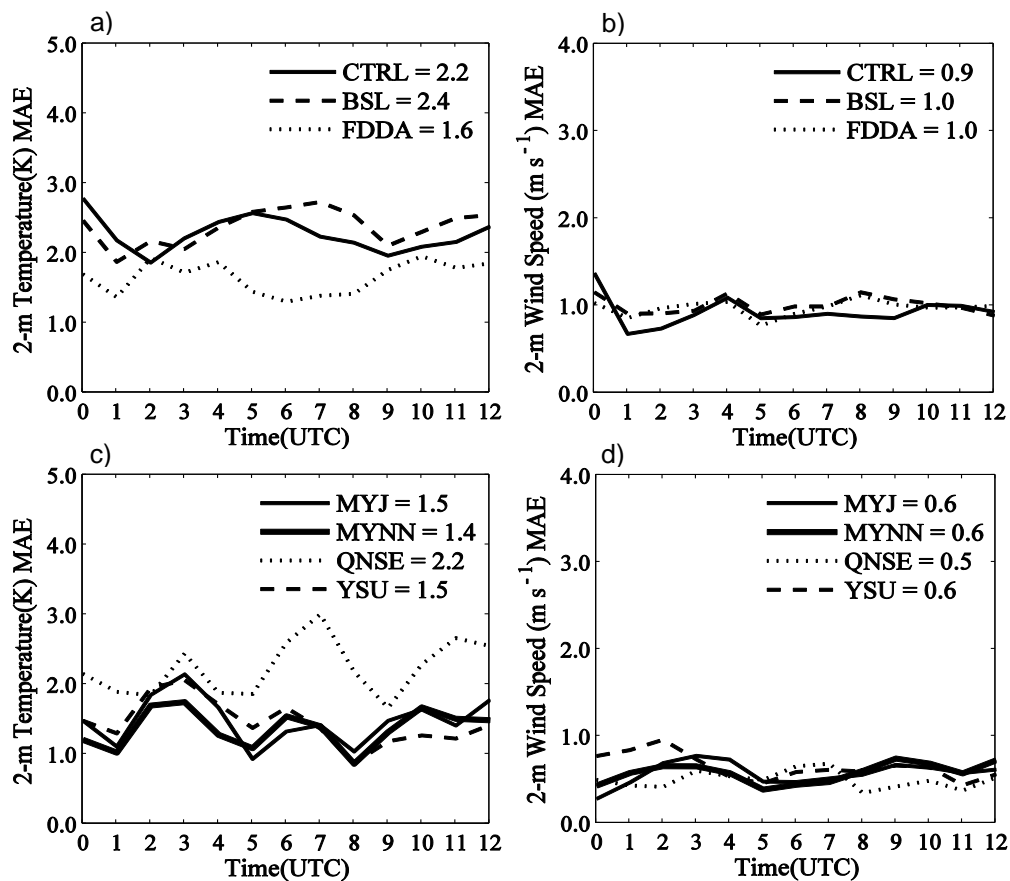 a)
2-m Temperature(K) MAE
5.0
4.0
3.0
2.0
1.0
0.0
CTRL = 2.2
BSL = 2.4
FDDA = 1.6
0 1 2 3 4 5 6 7 8 9 10 11 12
Time(UTC)
b)
2-m Wind Speed (m s⁻¹) MAE
4.0
3.0
2.0
1.0
0.0
CTRL = 0.9
BSL = 1.0
FDDA = 1.0
0 1 2 3 4 5 6 7 8 9 10 11 12
Time(UTC)
c)
2-m Temperature(K) MAE
5.0
4.0
3.0
2.0
1.0
0.0
MYJ = 1.5
MYNN = 1.4
QNSE = 2.2
YSU = 1.5
0 1 2 3 4 5 6 7 8 9 10 11 12
Time(UTC)
d)
2-m Wind Speed (m s⁻¹) MAE
4.0
3.0
2.0
1.0
0.0
MYJ = 0.6
MYNN = 0.6
QNSE = 0.5
YSU = 0.6
0 1 2 3 4 5 6 7 8 9 10 11 12
Time(UTC)